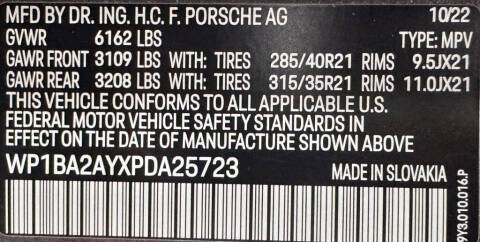 MFD BY DR. ING. H.C. F. PORSCHE AG 10/22
GVWR 6162 LBS TYPE: MPV
GAWR FRONT 3109 LBS WITH: TIRES 285/40R21 RIMS 9.5JX21
GAWR REAR 3208 LBS WITH: TIRES 315/35R21 RIMS 11.0JX21
THIS VEHICLE CONFORMS TO ALL APPLICABLE U.S.
FEDERAL MOTOR VEHICLE SAFETY STANDARDS IN
EFFECT ON THE DATE OF MANUFACTURE SHOWN ABOVE
WP1BA2AYXPDA25723 MADE IN SLOVAKIA
9Y3.010.016.P